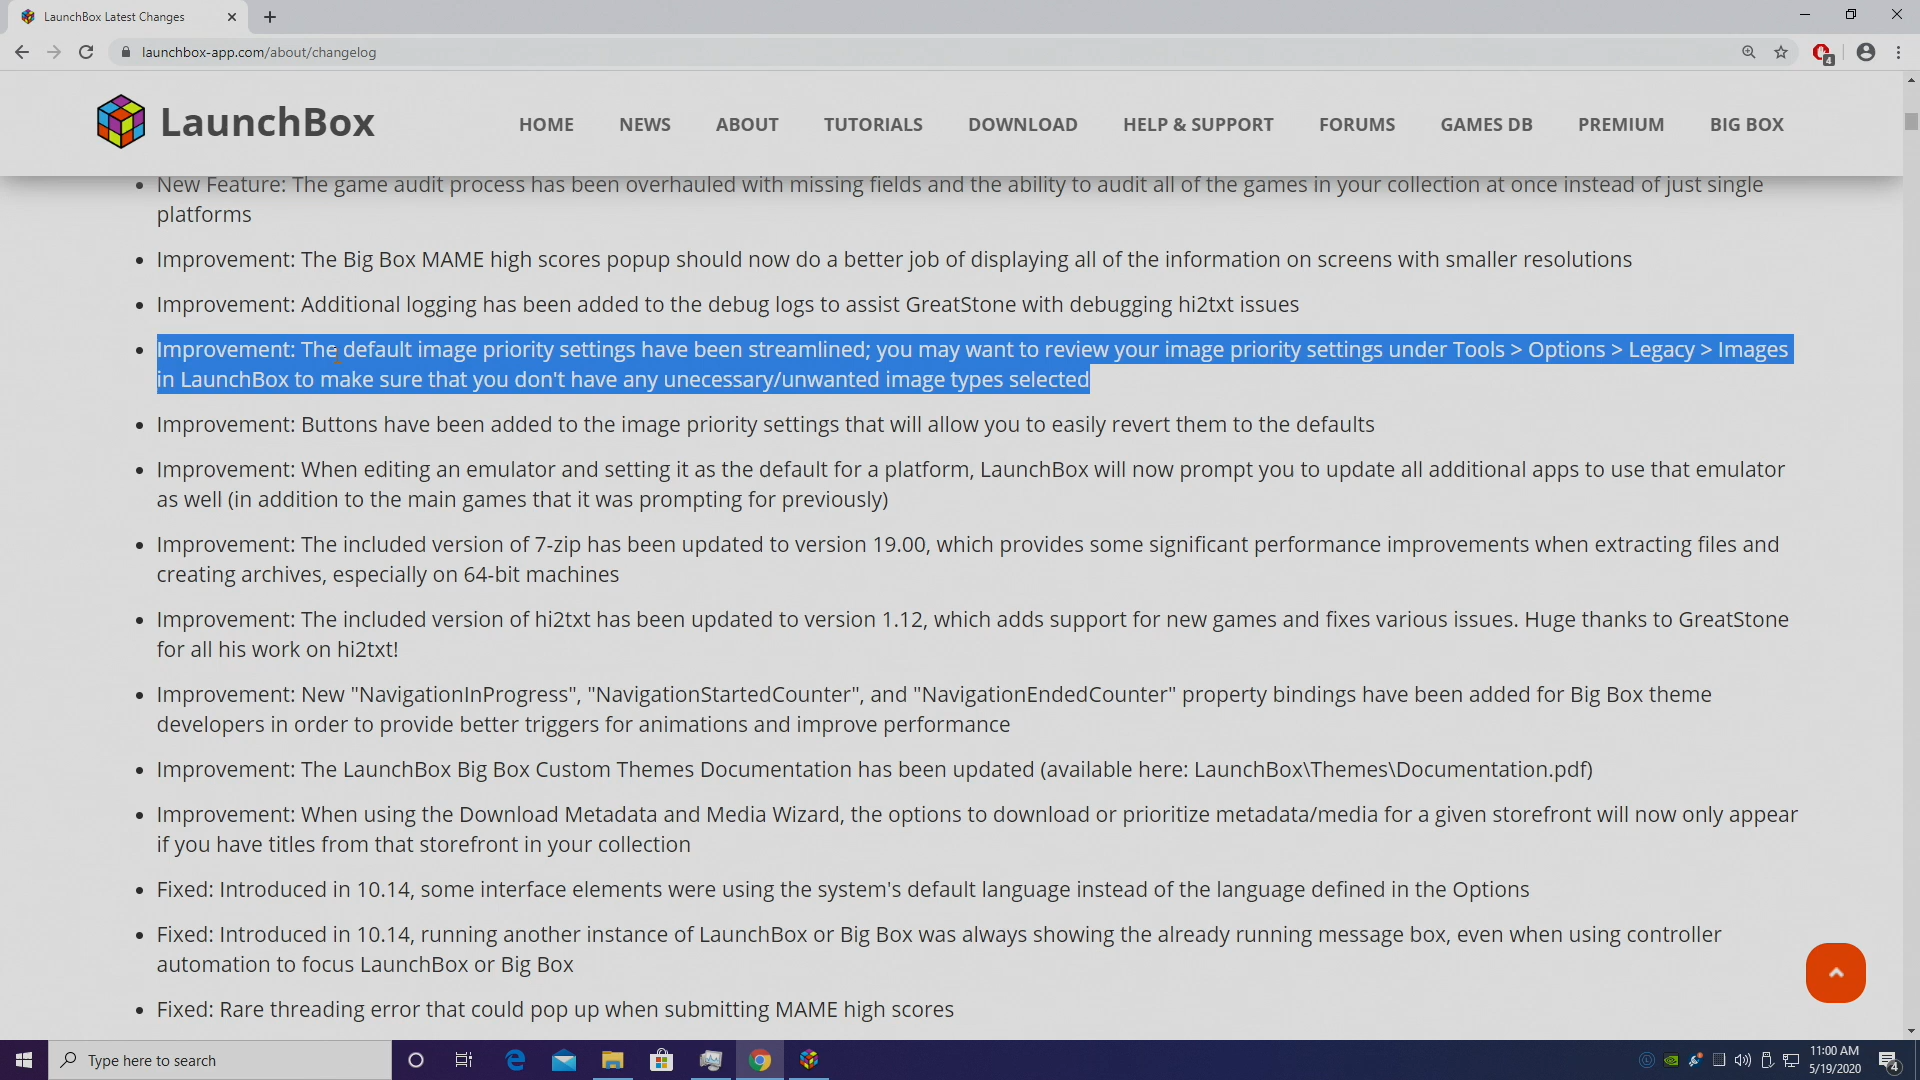 LaunchBox Latest Changes
launchbox-app.com/about/changelog
4
LaunchBox
HOME NEWS ABOUT TUTORIALS DOWNLOAD HELP & SUPPORT FORUMS GAMES DB PREMIUM BIG BOX
New Feature: The game audit process has been overhauled with missing fields and the ability to audit all of the games in your collection at once instead of just single
platforms
Improvement: The Big Box MAME high scores popup should now do a better job of displaying all of the information on screens with smaller resolutions
Improvement: Additional logging has been added to the debug logs to assist GreatStone with debugging hi2txt issues
Improvement: The default image priority settings have been streamlined; you may want to review your image priority settings under Tools > Options > Legacy > Images
in LaunchBox to make sure that you don't have any unecessary/unwanted image types selected
Improvement: Buttons have been added to the image priority settings that will allow you to easily revert them to the defaults
Improvement: When editing an emulator and setting it as the default for a platform, LaunchBox will now prompt you to update all additional apps to use that emulator
as well (in addition to the main games that it was prompting for previously)
Improvement: The included version of 7-zip has been updated to version 19.00, which provides some significant performance improvements when extracting files and
creating archives, especially on 64-bit machines
Improvement: The included version of hi2txt has been updated to version 1.12, which adds support for new games and fixes various issues. Huge thanks to GreatStone
for all his work on hi2txt!
Improvement: New "NavigationInProgress", "NavigationStartedCounter", and "NavigationEndedCounter" property bindings have been added for Big Box theme
developers in order to provide better triggers for animations and improve performance
Improvement: The LaunchBox Big Box Custom Themes Documentation has been updated (available here: LaunchBox\Themes\Documentation.pdf)
Improvement: When using the Download Metadata and Media Wizard, the options to download or prioritize metadata/media for a given storefront will now only appear
if you have titles from that storefront in your collection
Fixed: Introduced in 10.14, some interface elements were using the system's default language instead of the language defined in the Options
Fixed: Introduced in 10.14, running another instance of LaunchBox or Big Box was always showing the already running message box, even when using controller
automation to focus LaunchBox or Big Box
Fixed: Rare threading error that could pop up when submitting MAME high scores
Type here to search
11:00 AM
5/19/2020
4